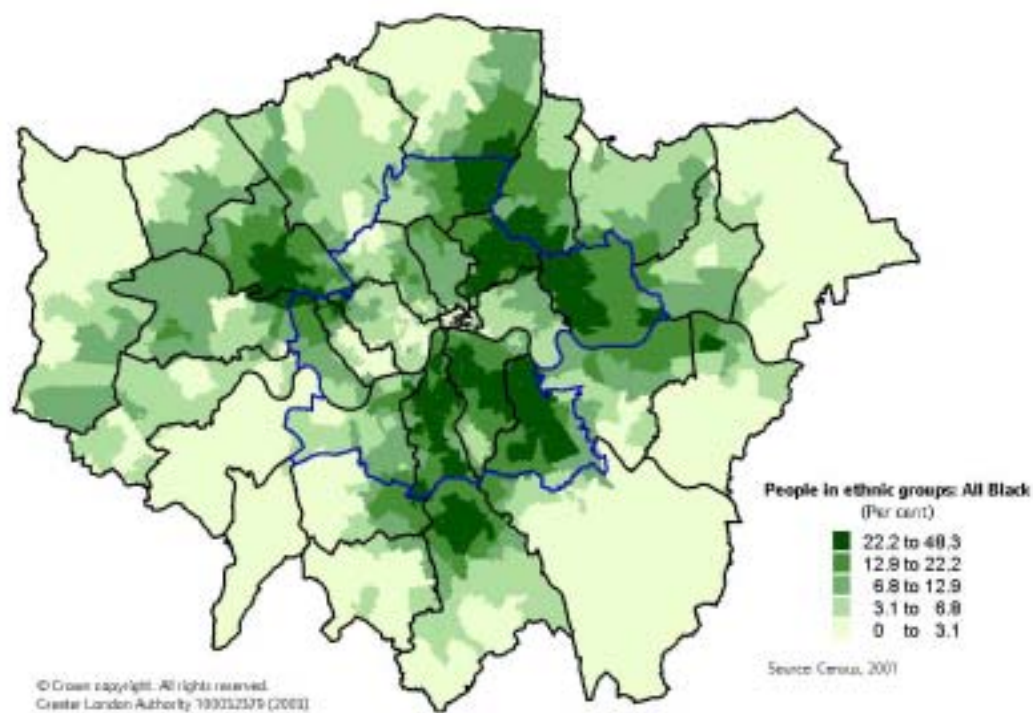 People in ethnic groups: All Black
(Per cent)
22.2 to 48.3
12.9 to 22.2
6.8 to 12.9
3.1 to 6.8
0 to 3.1
Source: Census, 2001
© Crown copyright. All rights reserved.
Greater London Authority 100032379 (2005)